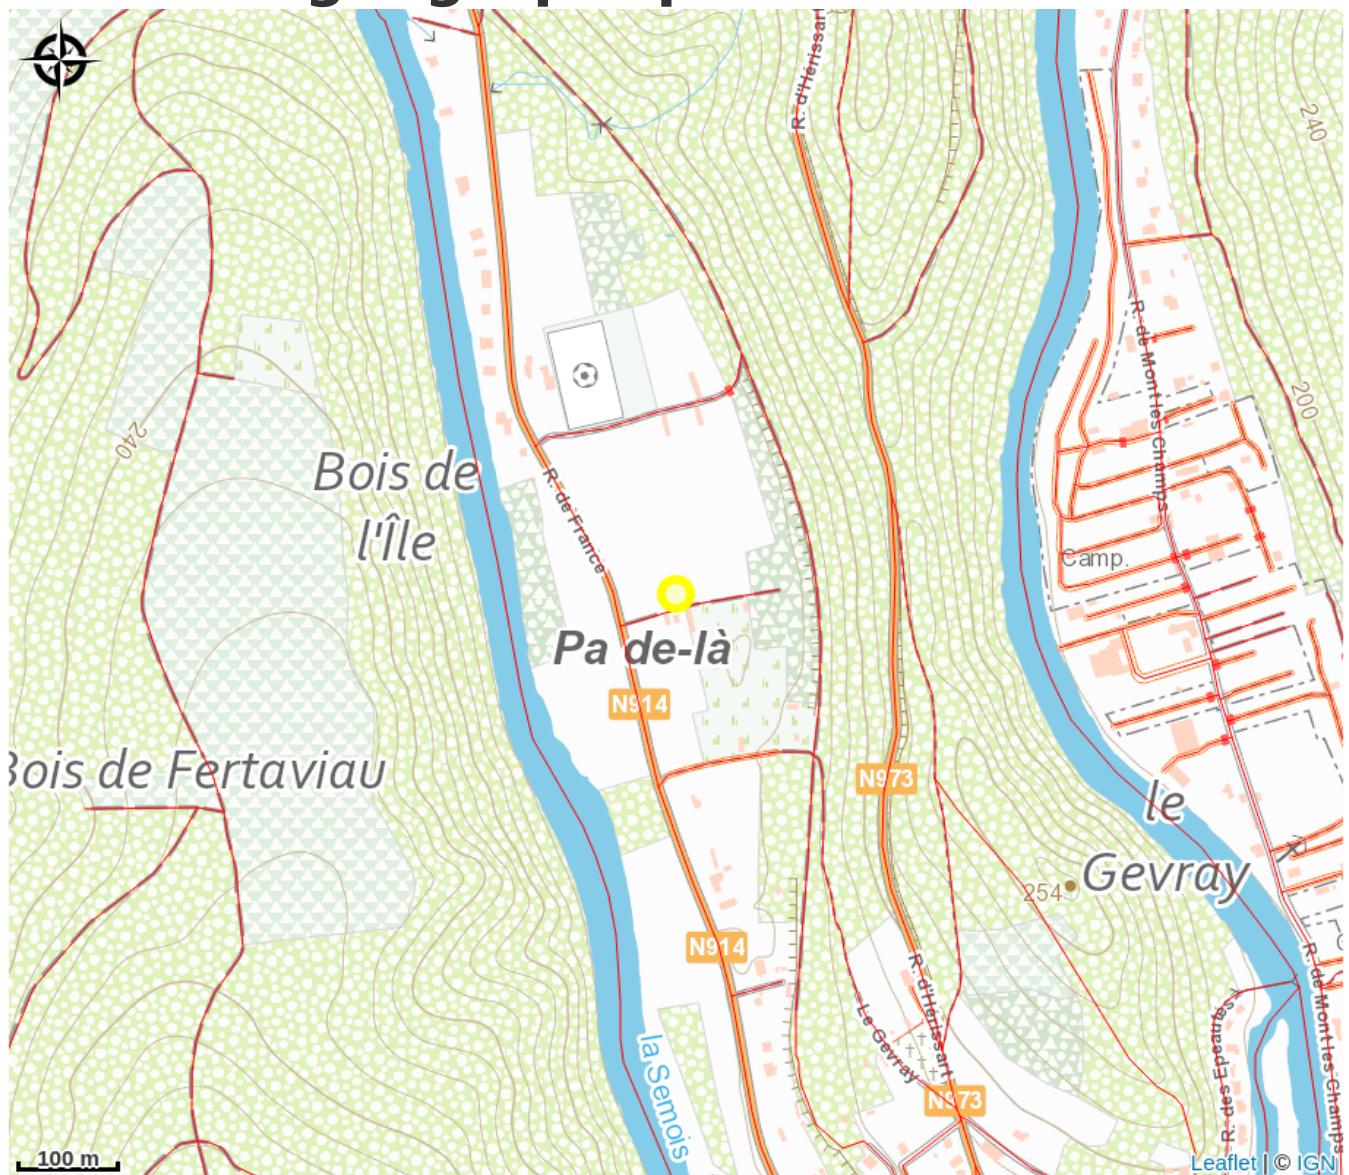 R. d'Hérissart
240
Bois de
l'Île
240
R. de Mont les Champs
200
R. de France
Camp.
Pa de-là
N914
Bois de Fertaviau
N973
le
Gevray
254
N914
R. d'Hérissart
Le Gevray
R. de Mont les Champs
R. des Epeautes
la Semois
N973
100 m
Leaflet | © IGN